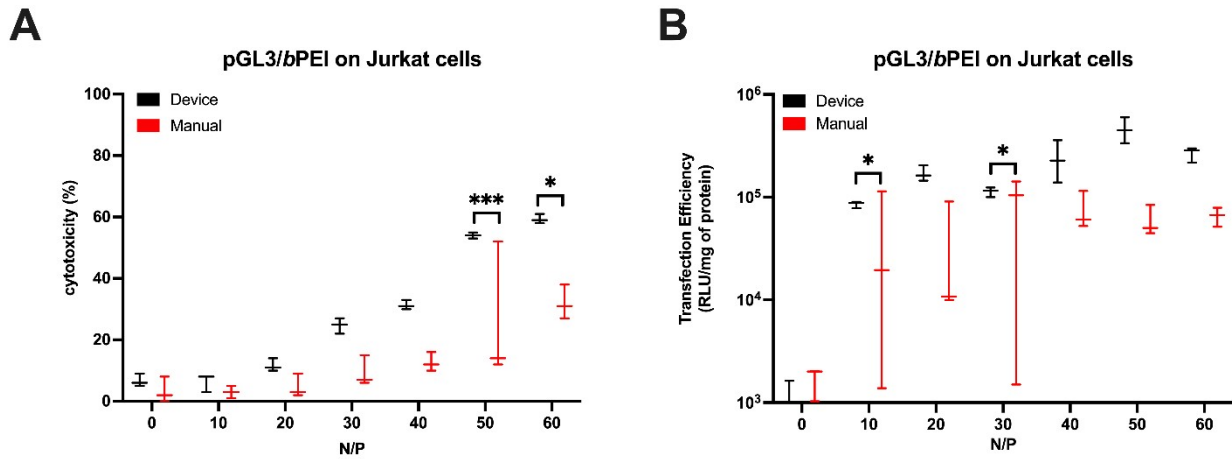 A
pGL3/bPEI on Jurkat cells
Device
Manual
cytotoxicity (%)
100
80
60
40
20
0
***
*
0 10 20 30 40 50 60
N/P
B
pGL3/bPEI on Jurkat cells
Device
Manual
Transfection Efficiency
(RLU/mg of protein)
10⁶
10⁵
10⁴
10³
* *
0 10 20 30 40 50 60
N/P